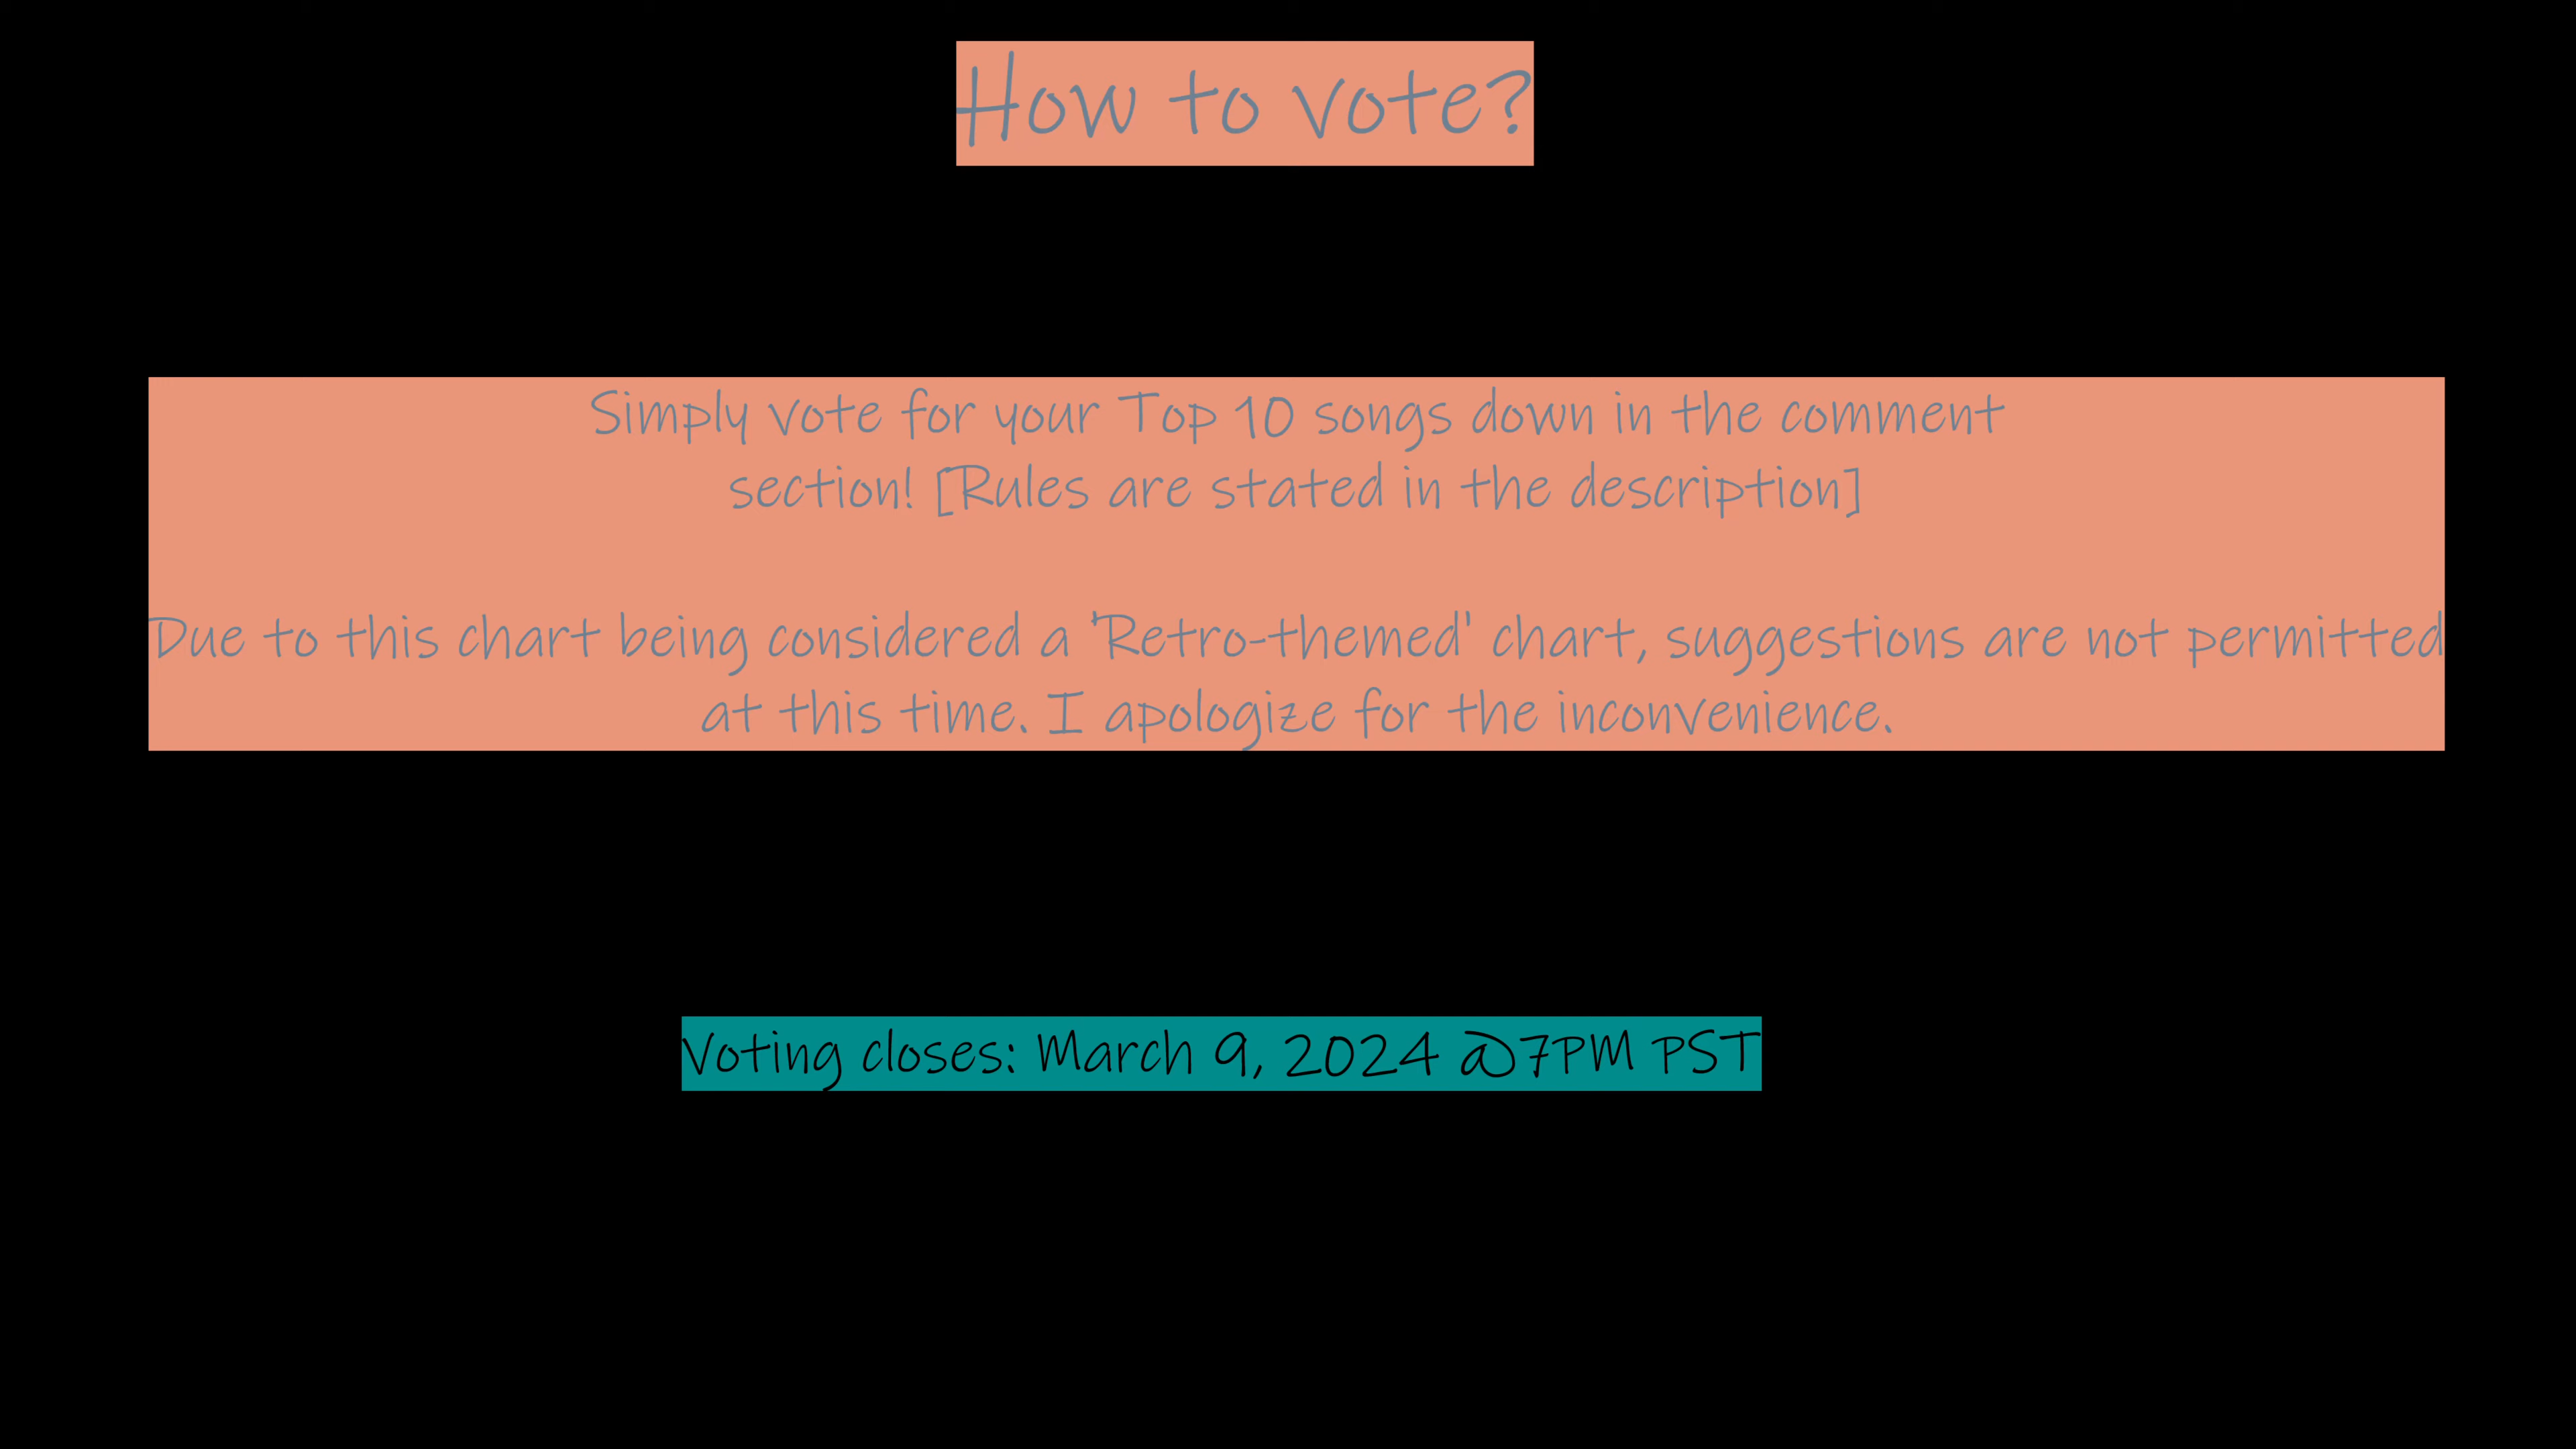 How to vote?
Simply vote for your Top 10 songs down in the comment
section! [Rules are stated in the description]
Due to this chart being considered a 'Retro-themed' chart, suggestions are not permitted
at this time. I apologize for the inconvenience.
Voting closes: March 9, 2024 @7PM PST